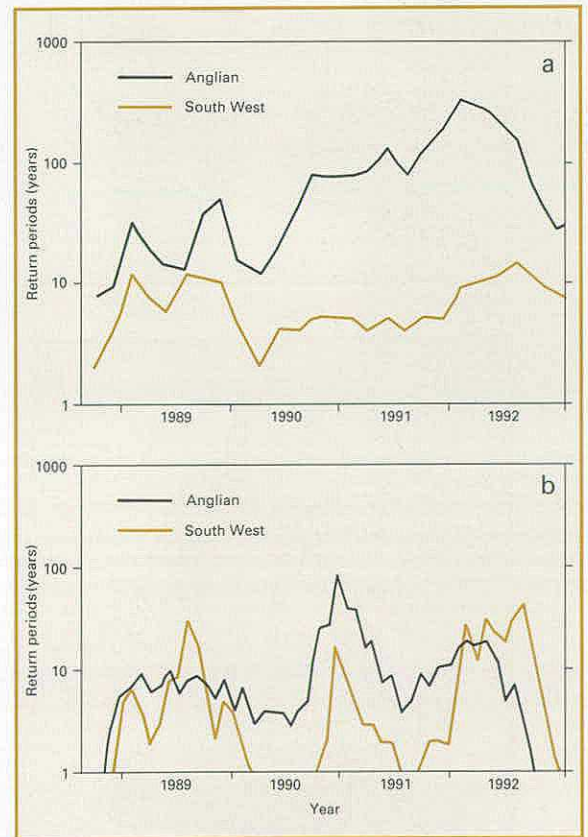 1000
a
Anglian
South West
100
10
1
Return periods (years)
1989 1990 1991 1992
1000
b
Anglian
South West
100
10
1
Return periods (years)
1989 1990 1991 1992
Year